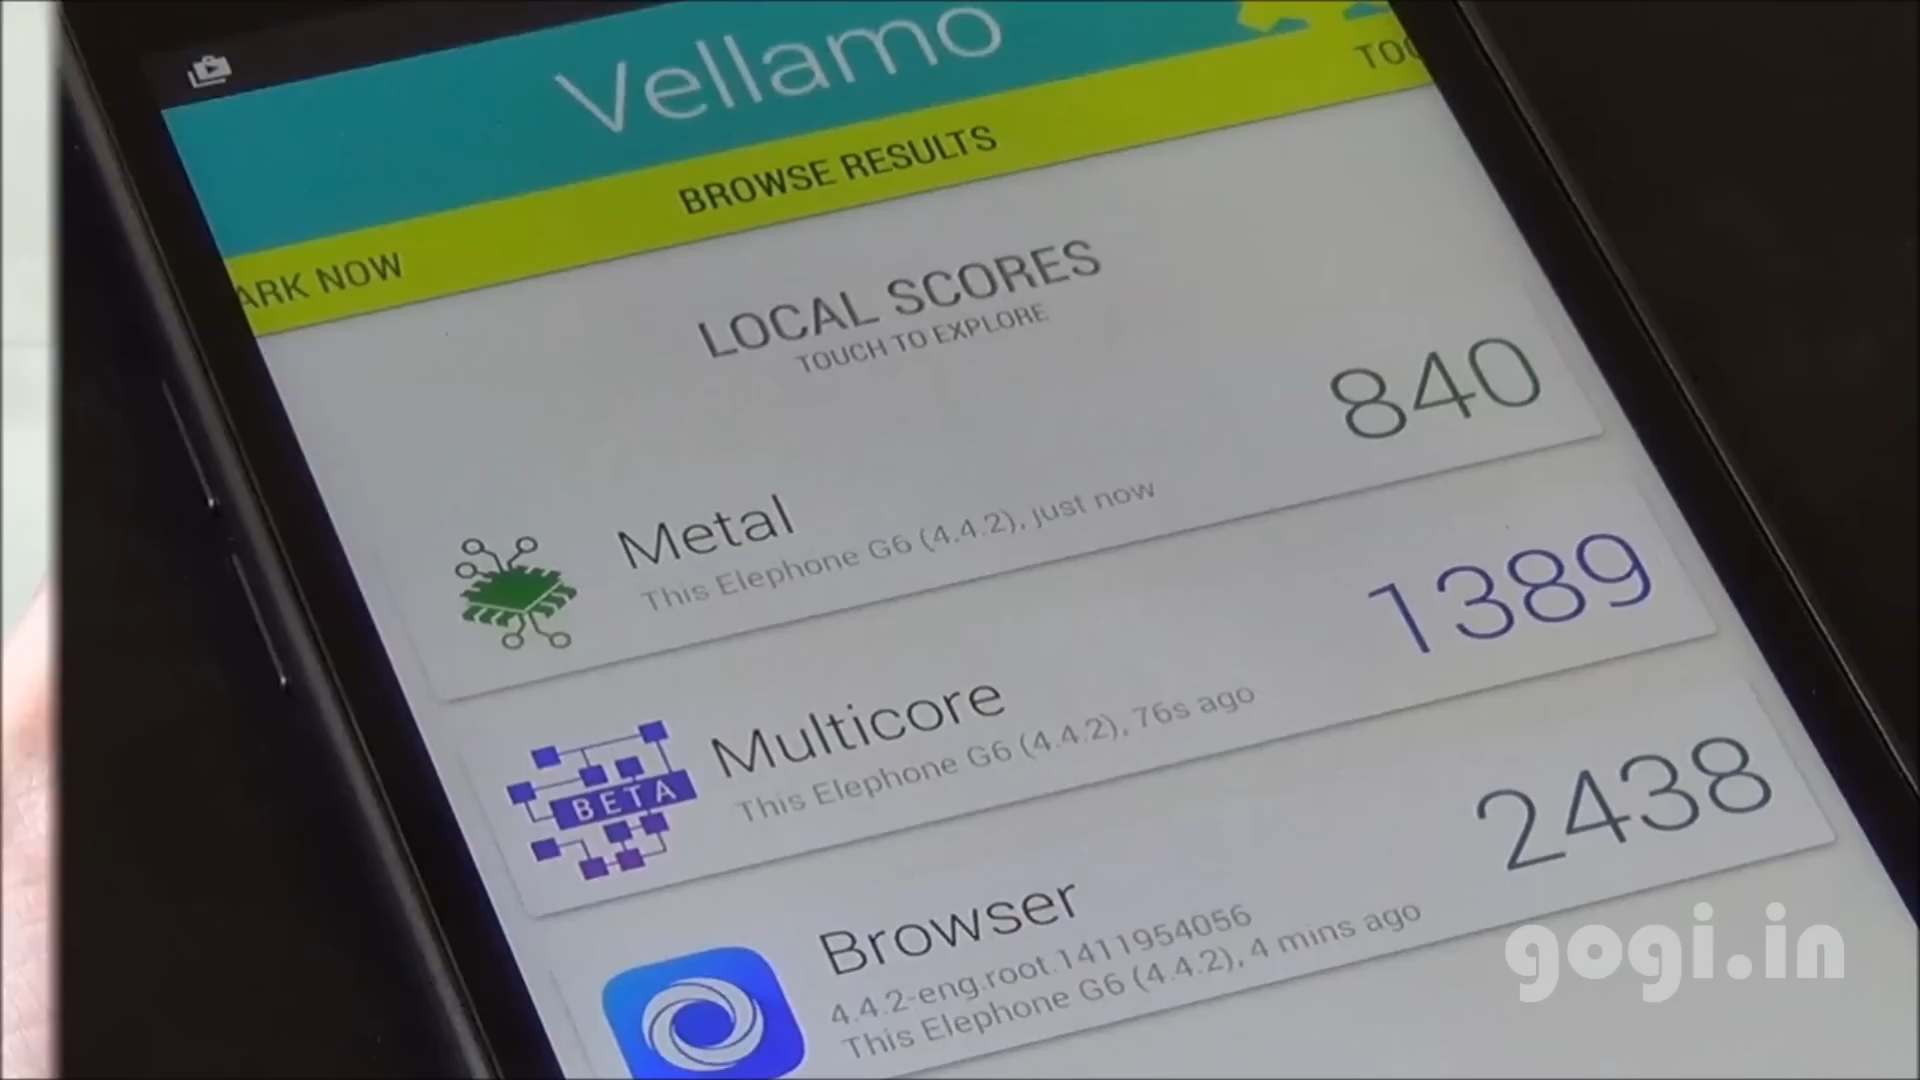 Vellamo
ARK NOW
BROWSE RESULTS
LOCAL SCORES
TOUCH TO EXPLORE
840
Metal
This Elephone G6 (4.4.2), just now
1389
Multicore
This Elephone G6 (4.4.2), 76s ago
BETA
2438
Browser
4.4.2-eng.root.1411954056
This Elephone G6 (4.4.2), 4 mins ago
gogi.in